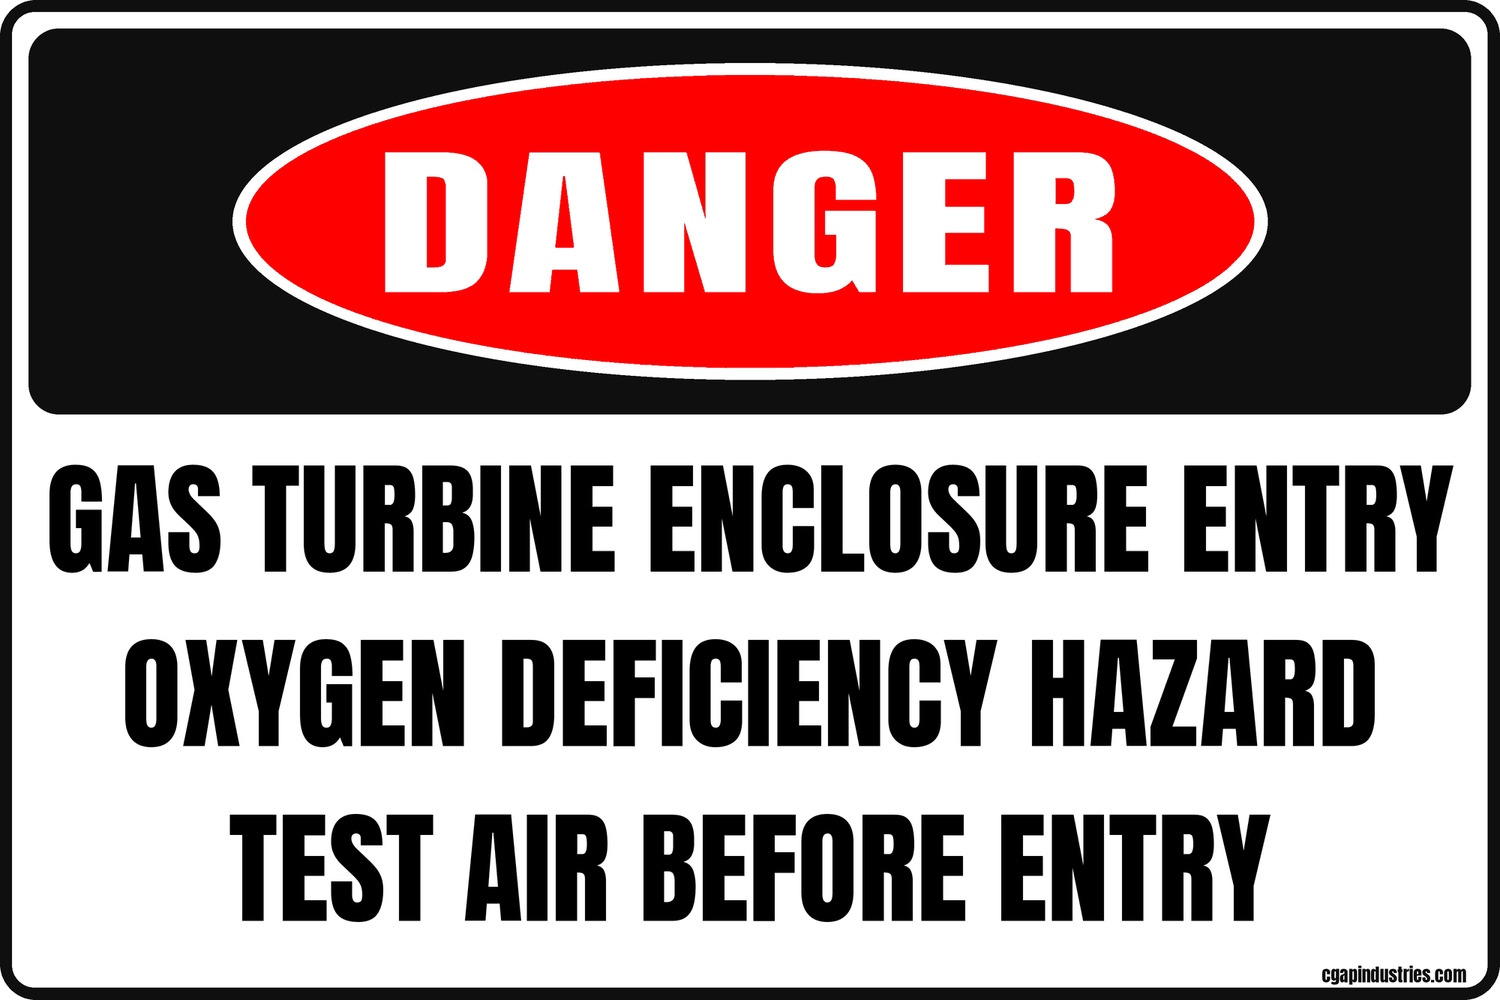 DANGER
GAS TURBINE ENCLOSURE ENTRY
OXYGEN DEFICIENCY HAZARD
TEST AIR BEFORE ENTRY
cgapindustries.com